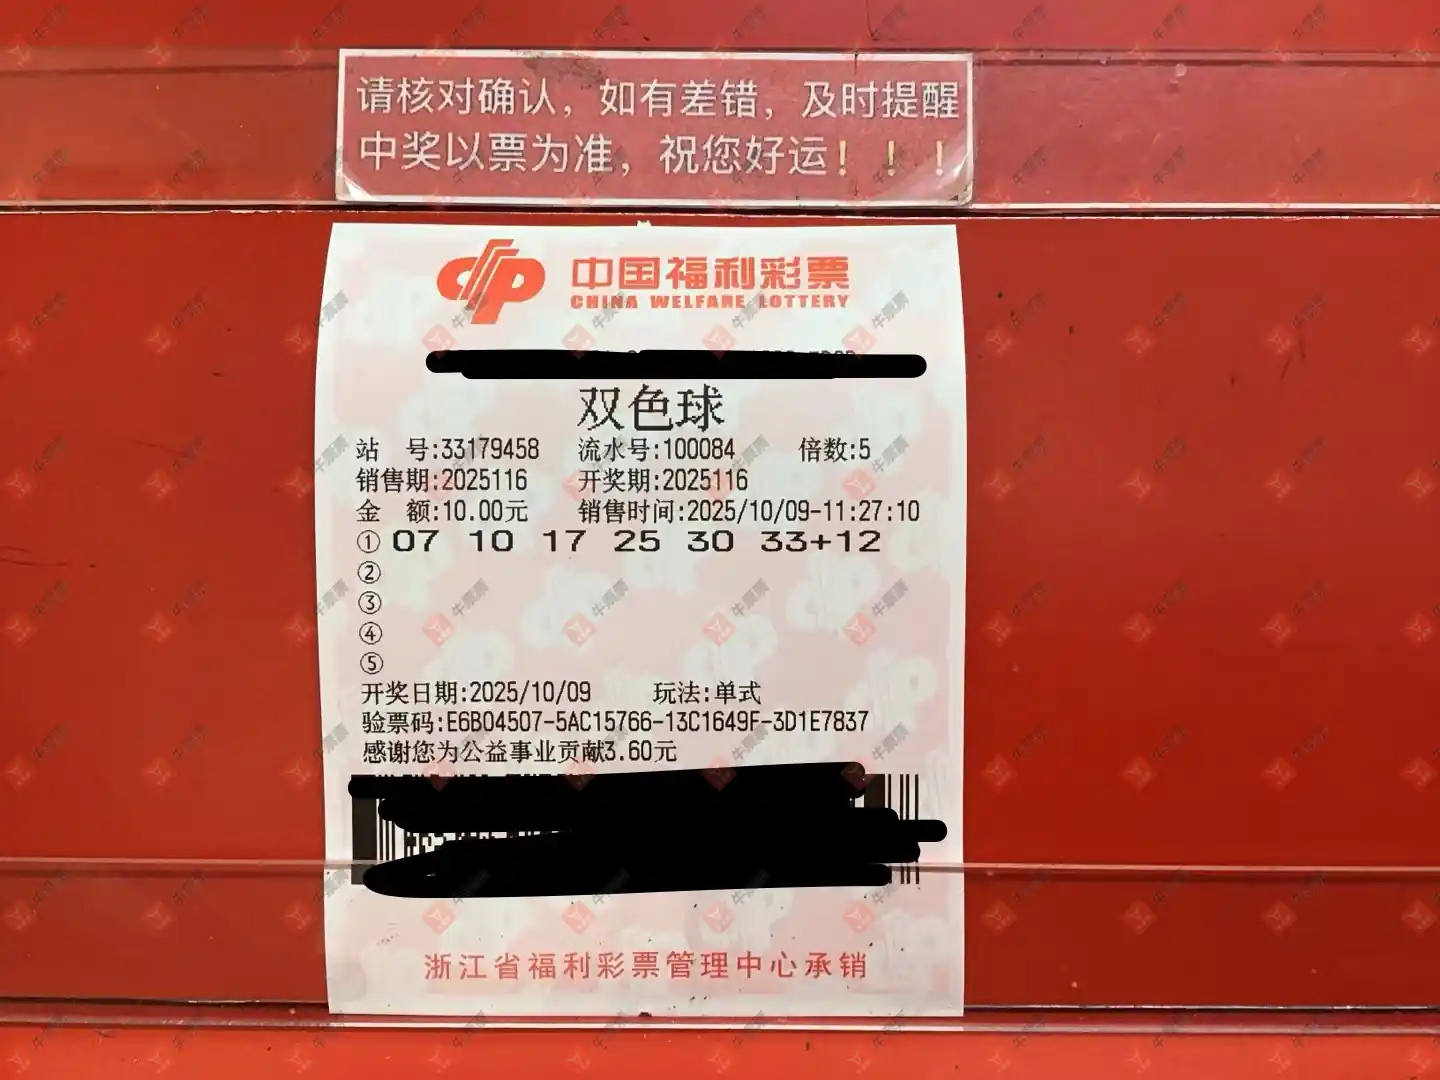 请核对确认，如有差错，及时提醒
中奖以票为准，祝您好运！！！
中国福利彩票
CHINA WELFARE LOTTERY
双色球
站 号:33179458 流水号:100084 倍数:5
销售期:2025116 开奖期:2025116
金 额:10.00元 销售时间:2025/10/09-11:27:10
① 07 10 17 25 30 33+12
②
③
④
⑤
开奖日期:2025/10/09 玩法:单式
验票码:E6B04507-5AC15766-13C1649F-3D1E7837
感谢您为公益事业贡献3.60元
浙江省福利彩票管理中心承销
牛票票